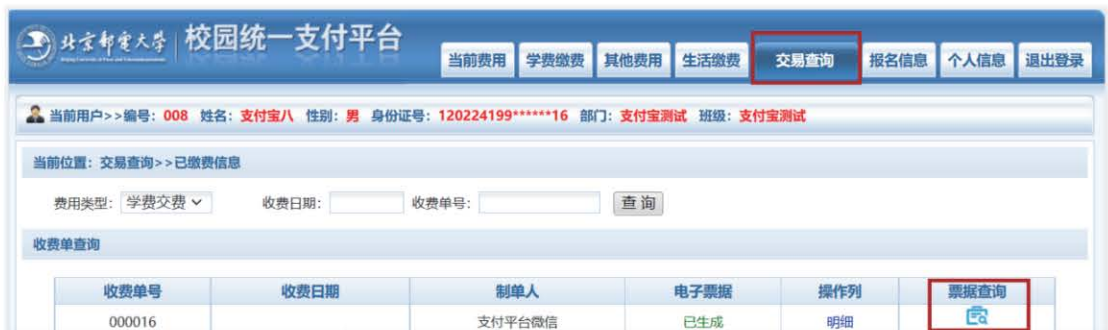 北京邮电大学 校园统一支付平台
当前费用 学费缴费 其他费用 生活缴费 交易查询 报名信息 个人信息 退出登录
当前用户>>编号: 008 姓名: 支付宝八 性别: 男 身份证号: 120224199******16 部门: 支付宝测试 班级: 支付宝测试
当前位置: 交易查询>>已缴费信息
费用类型: 学费交费 收费日期: 收费单号: 查 询
收费单查询
收费单号 收费日期 制单人 电子票据 操作列 票据查询
000016 支付平台微信 已生成 明细